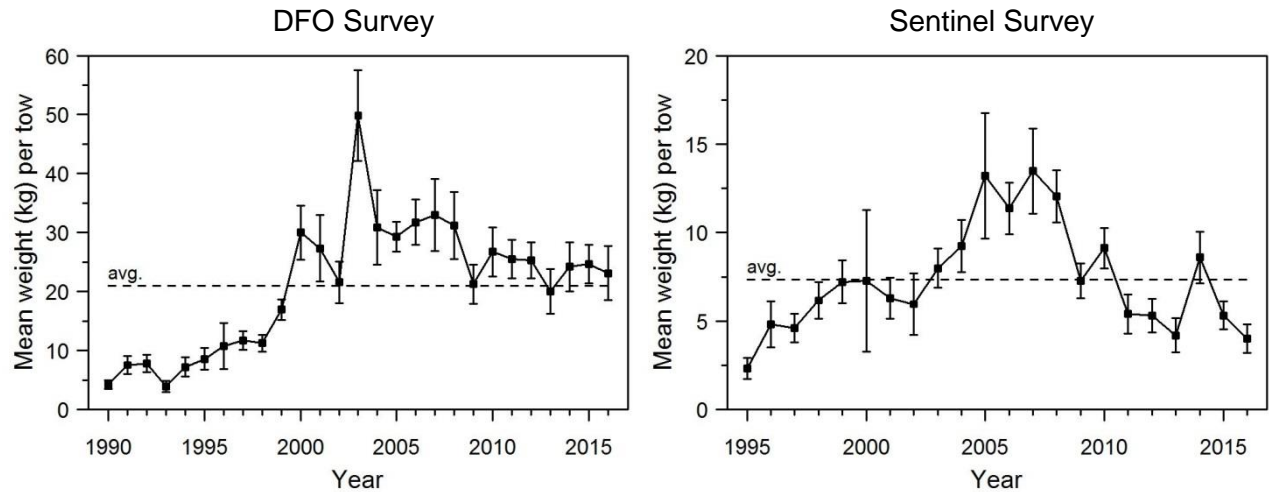 DFO Survey
Mean weight (kg) per tow
60
50
40
30
20
10
0
avg.
1990
1995
2000
2005
2010
2015
Year
Sentinel Survey
Mean weight (kg) per tow
20
15
10
5
0
avg.
1995
2000
2005
2010
2015
Year